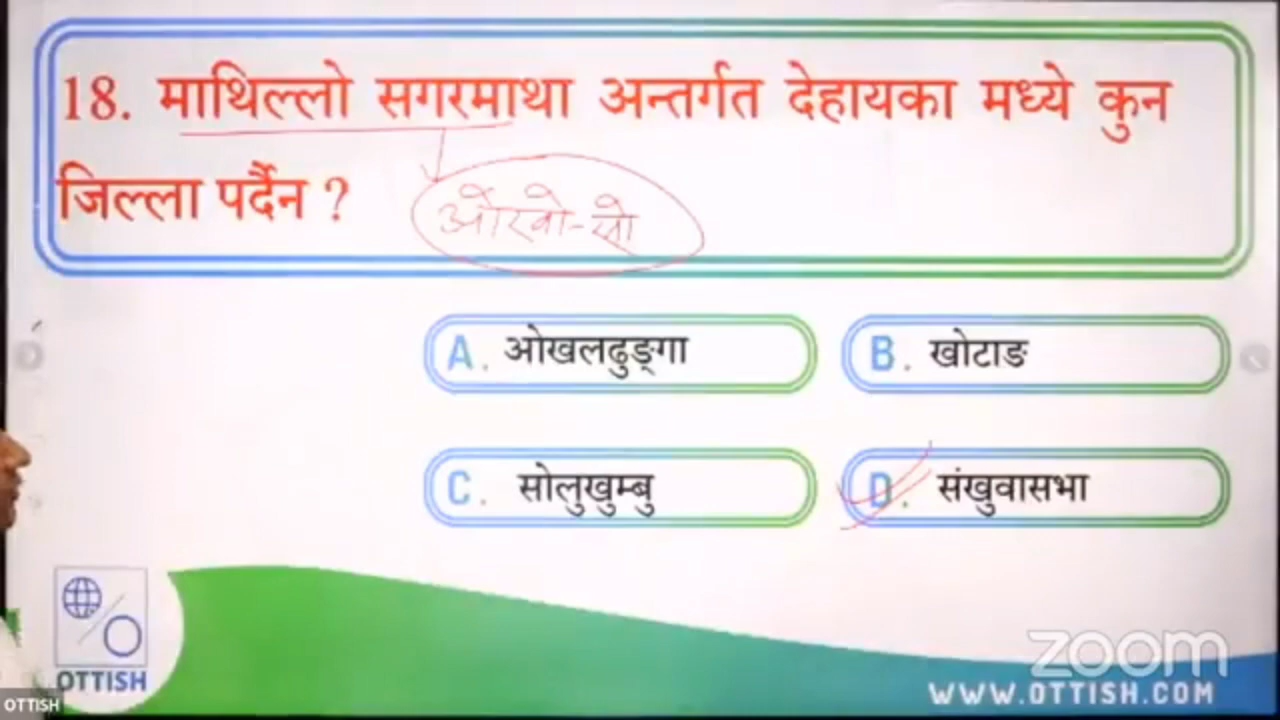 18. माथिल्लो सगरमाथा अन्तर्गत देहायका मध्ये कुन
जिल्ला पर्दैन ?
ओखो-सो
A. ओखलढुङ्गा
B. खोटाङ
C. सोलुखुम्बु
D. संखुवासभा
OTTISH
zoom
OTTISH
WWW.OTTISH.COM